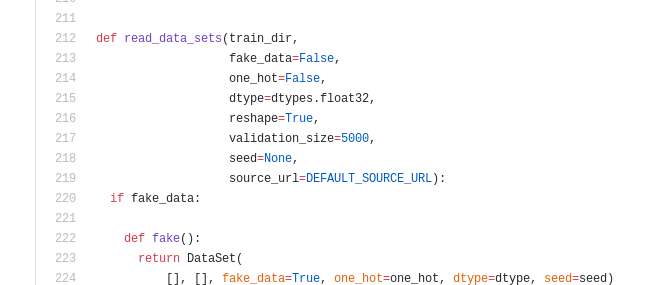 211
212 def read_data_sets(train_dir,
213 fake_data=False,
214 one_hot=False,
215 dtype=dtypes.float32,
216 reshape=True,
217 validation_size=5000,
218 seed=None,
219 source_url=DEFAULT_SOURCE_URL):
220 if fake_data:
221
222 def fake():
223 return DataSet(
224 [], [], fake_data=True, one_hot=one_hot, dtype=dtype, seed=seed)